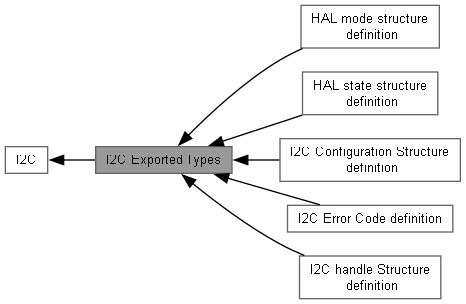 HAL mode structure
definition
HAL state structure
definition
I2C Configuration Structure
definition
I2C
I2C Exported Types
I2C Error Code definition
I2C handle Structure
definition